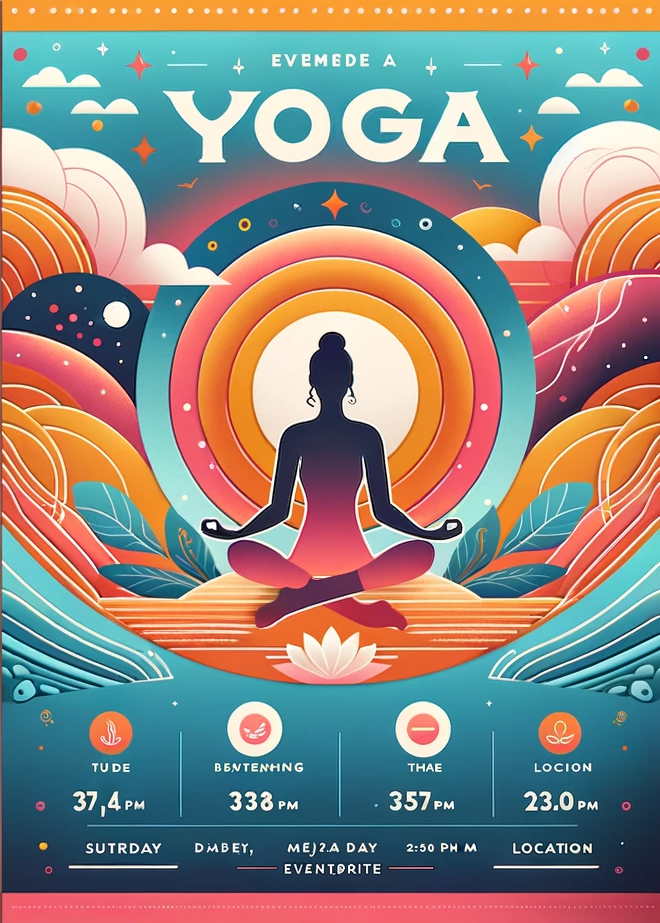 EVEMEDE A
YOGA
TUDE BENTENHNG THAE LOCION
37,4 PM 338 PM 357 PM 23.0 PM
SUTRDAY DMBEY, MEJ2.A DAY 2:50 PH M LOCATION
EVENTDRITE